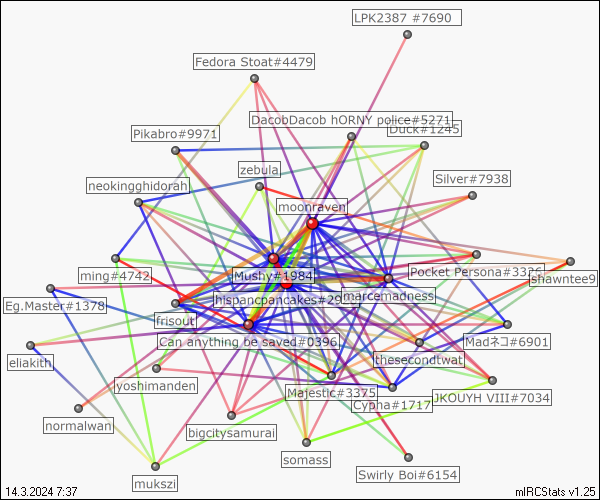 LPK2387 #7690
Fedora Stoat#4479
DacobDacob hORNY police#5271
Duck#1245
Pikabro#9971
zebula
Silver#7938
neokingghidorah
moonraven
Mushy#1984
ming#4742
Pocket Persona#3326
shawntee9
Eg.Master#1378
hispancpancakes#29
marcemadness
frisout
Can anything be saved#0396
Madネコ#6901
thesecondtwat
eliakith
yoshimanden
Majestic#3375
JKOUYH VIII#7034
Cypha#1717
normalwan
bigcitysamurai
somass
Swirly Boi#6154
mukszi
14.3.2024 7:37
mIRCStats v1.25